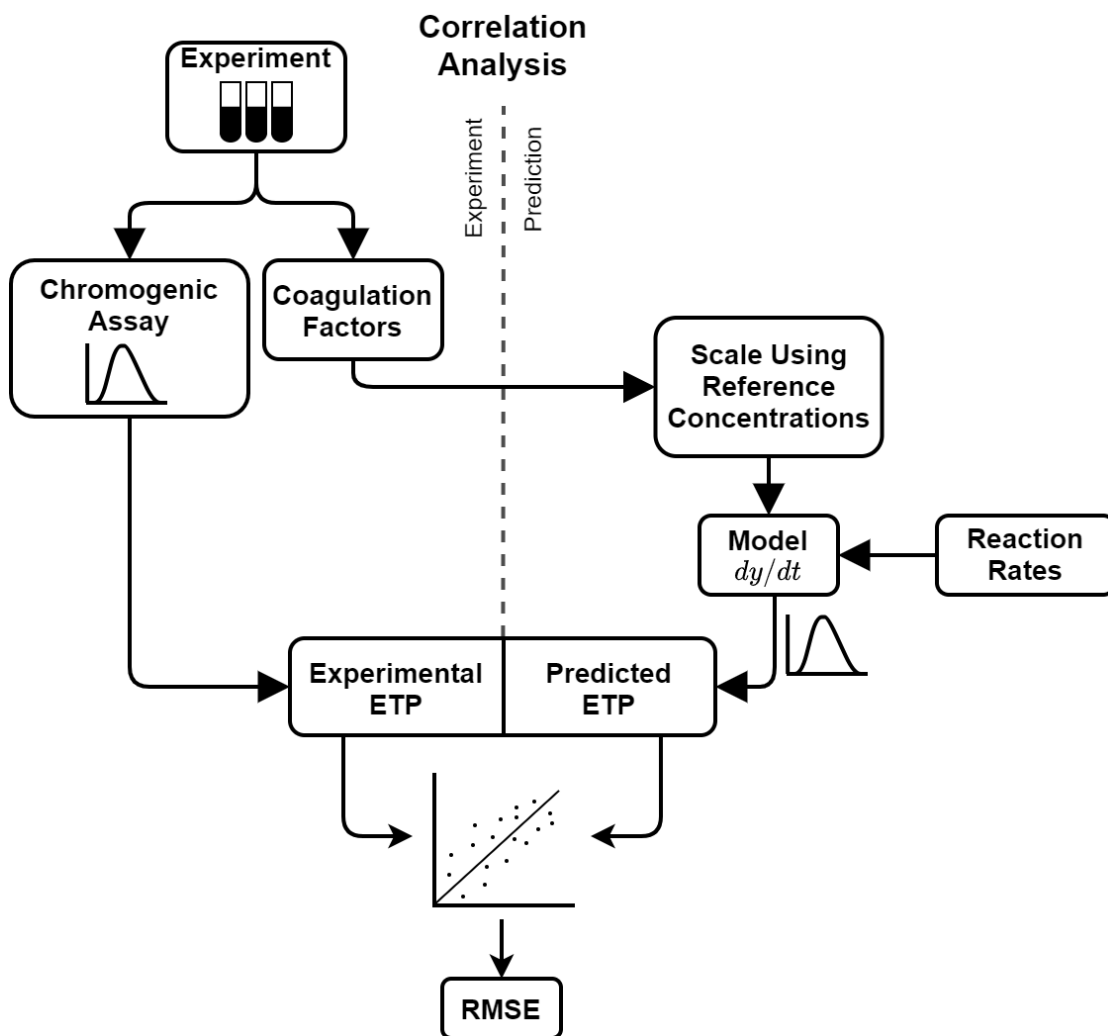 Correlation
Analysis
Experiment
Experiment
Prediction
Chromogenic
Assay
Coagulation
Factors
Scale Using
Reference
Concentrations
Model
dy/dt
Reaction
Rates
Experimental
ETP
Predicted
ETP
RMSE